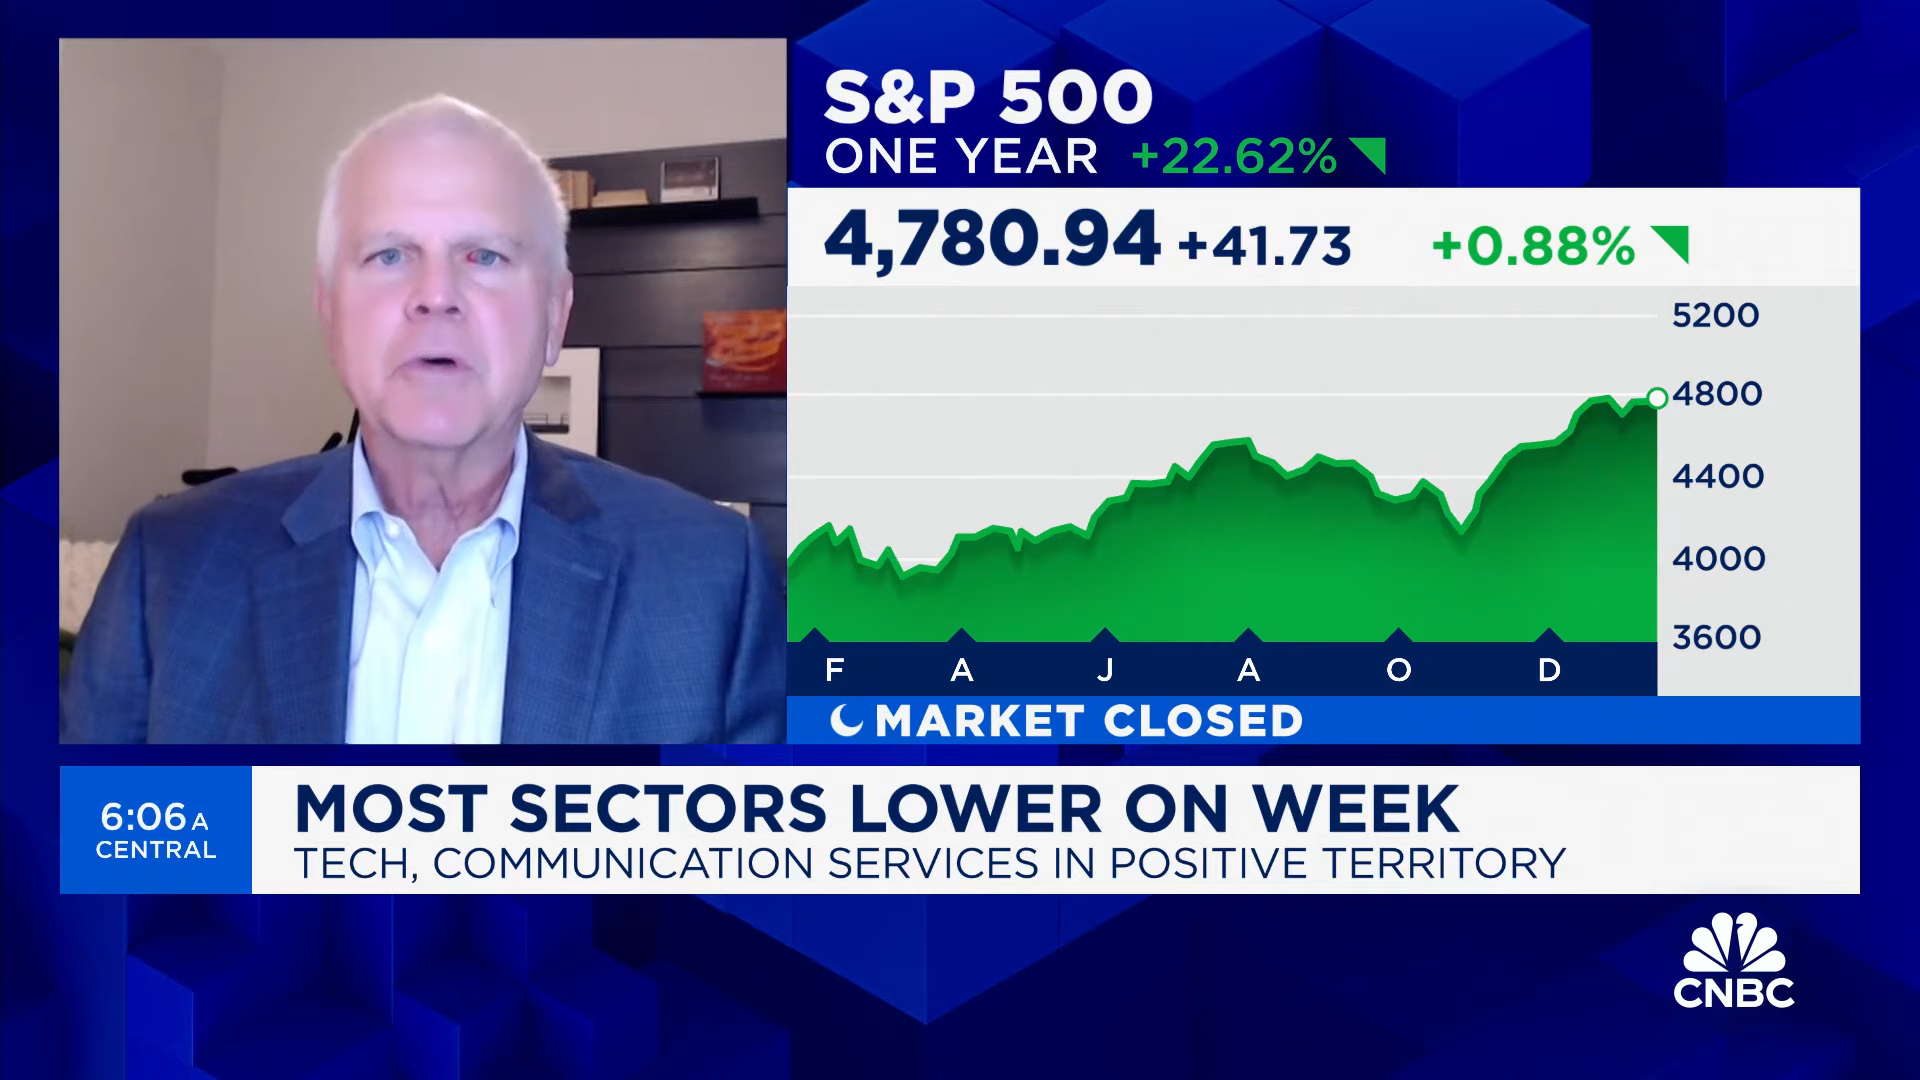 S&P 500
ONE YEAR +22.62%
4,780.94 +41.73 +0.88%
5200
4800
4400
4000
3600
F A J A O D
MARKET CLOSED
6:06A
CENTRAL
MOST SECTORS LOWER ON WEEK
TECH, COMMUNICATION SERVICES IN POSITIVE TERRITORY
CNBC